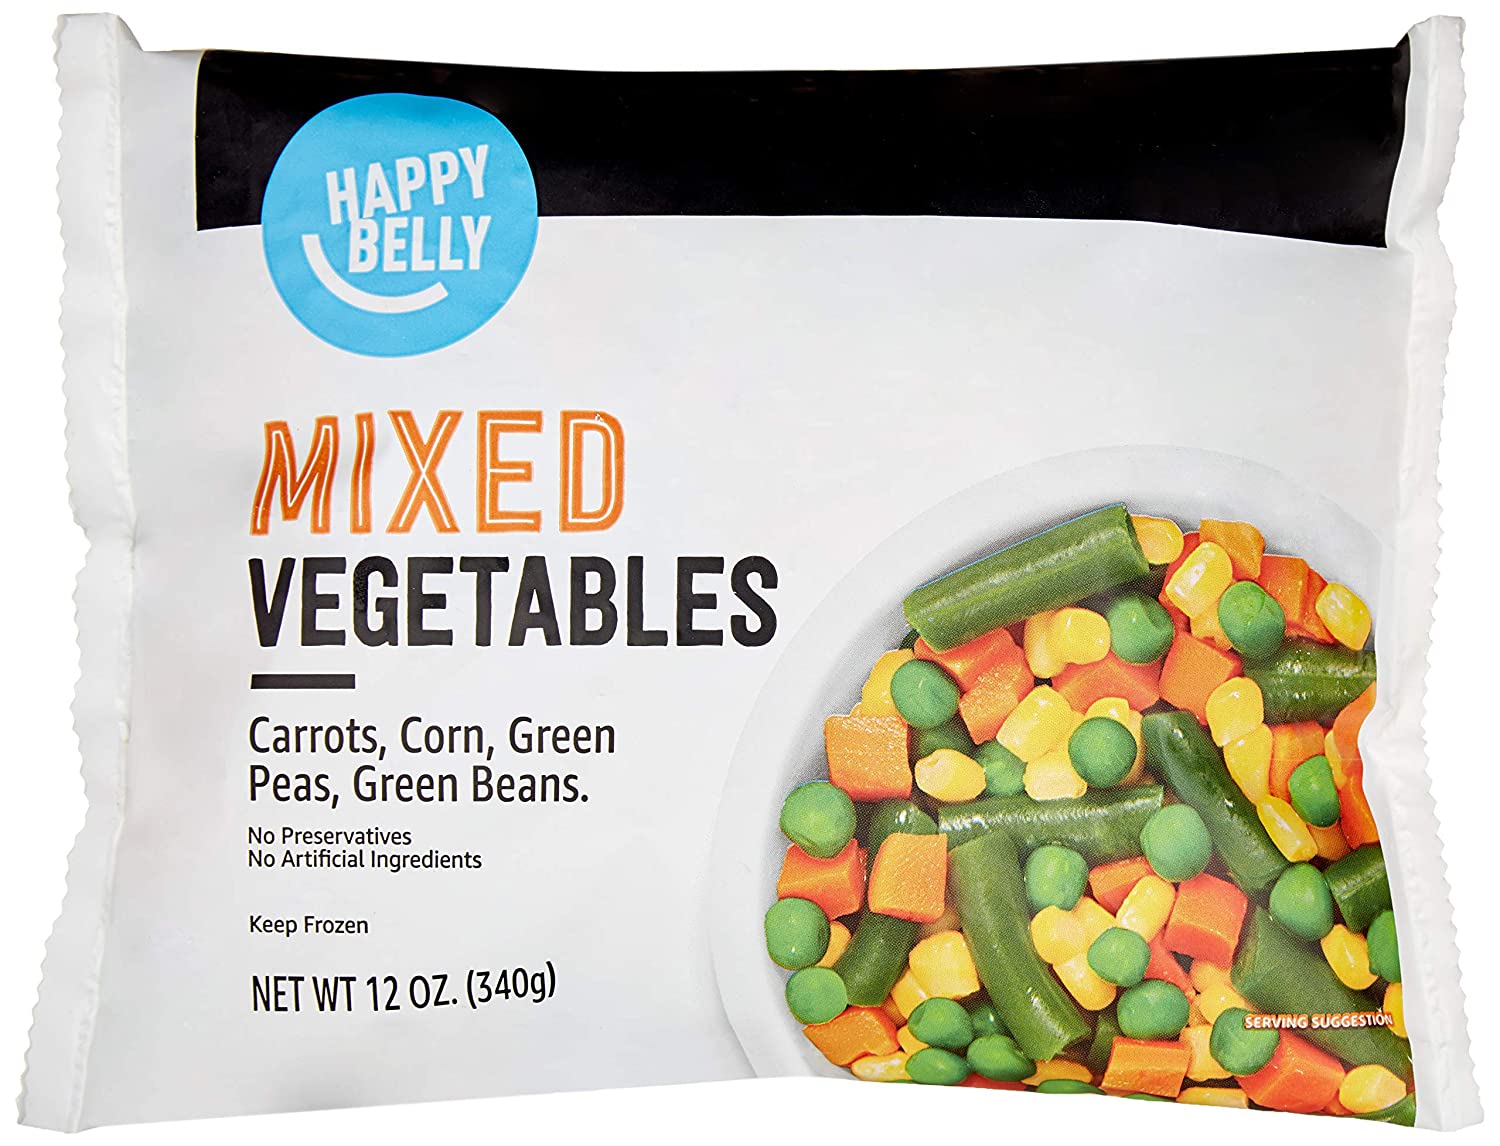 HAPPY
BELLY
MIXED
VEGETABLES
Carrots, Corn, Green
Peas, Green Beans.
No Preservatives
No Artificial Ingredients
Keep Frozen
NET WT 12 OZ. (340g)
SERVING SUGGESTION